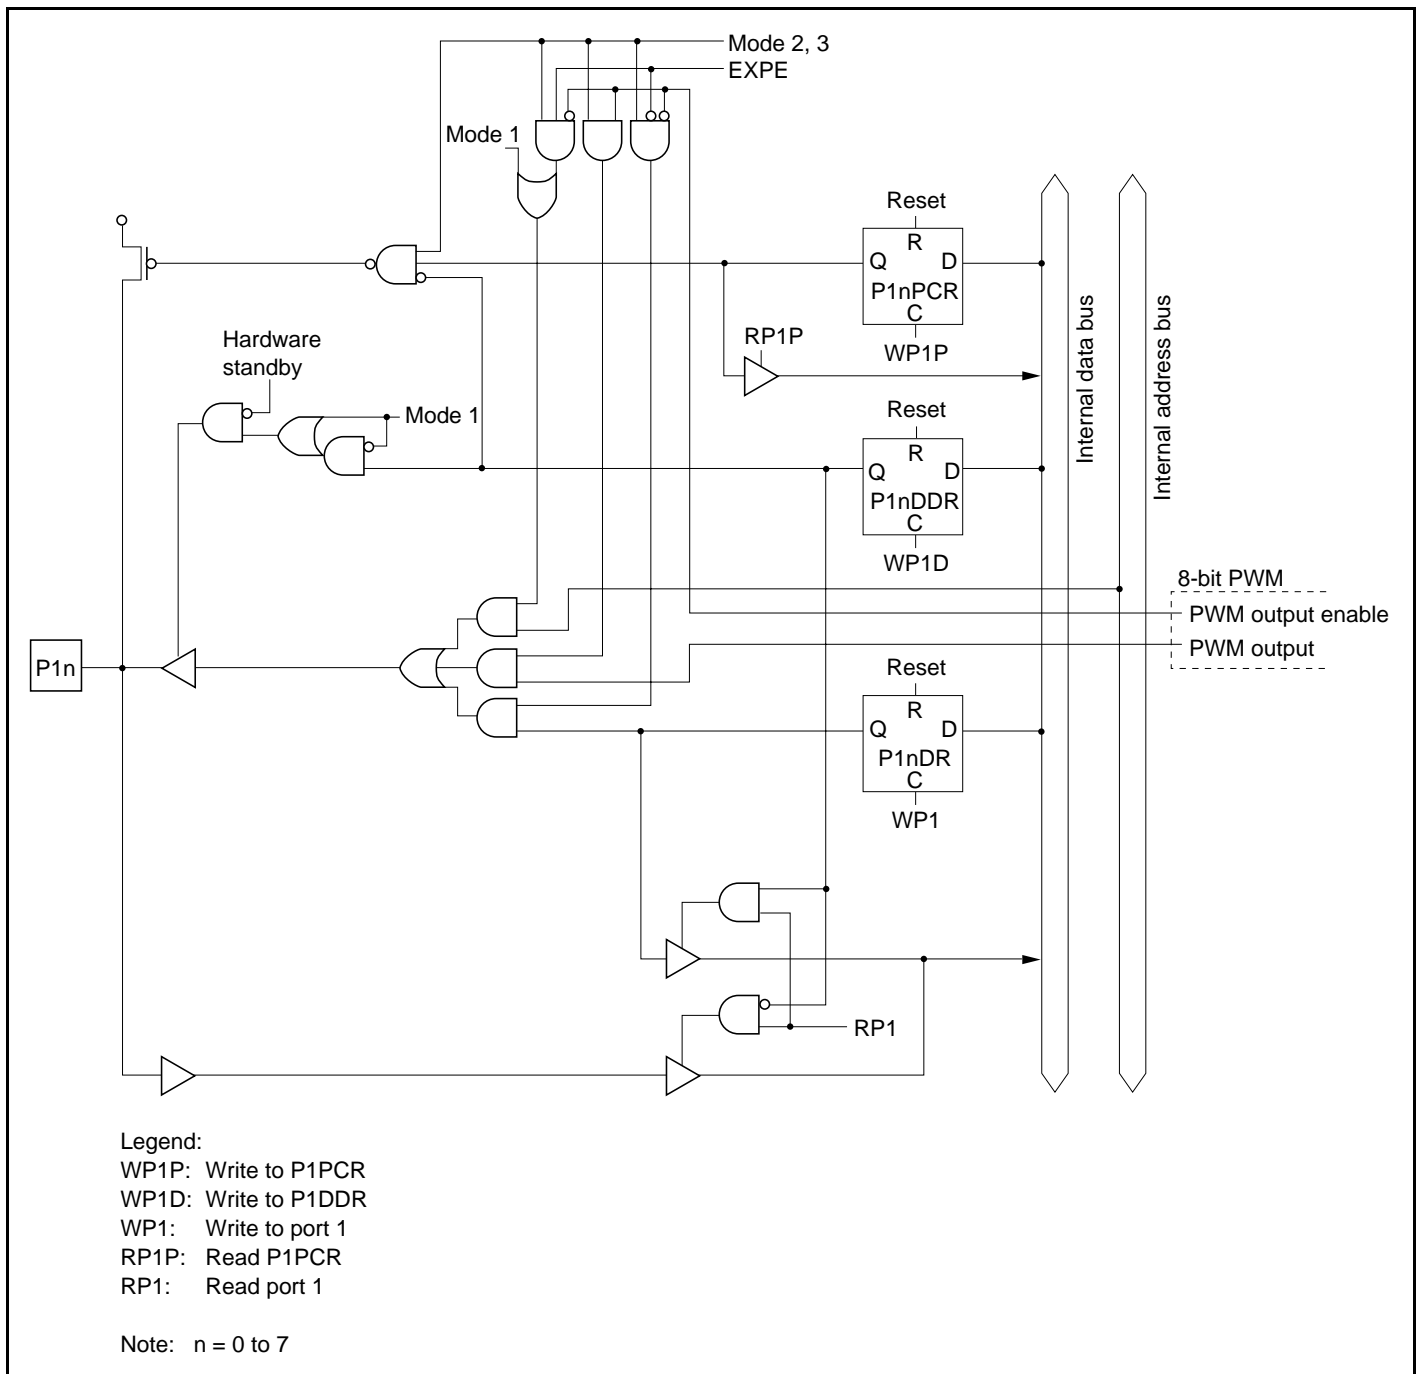 Mode 2, 3
EXPE
Mode 1
Reset
R
Q D
P1nPCR
C
WP1P
RP1P
Hardware
standby
Mode 1
Reset
R
Q D
P1nDDR
C
WP1D
Internal data bus
Internal address bus
8-bit PWM
PWM output enable
PWM output
P1n
Reset
R
Q D
P1nDR
C
WP1
RP1
Legend:
WP1P: Write to P1PCR
WP1D: Write to P1DDR
WP1: Write to port 1
RP1P: Read P1PCR
RP1: Read port 1
Note: n = 0 to 7